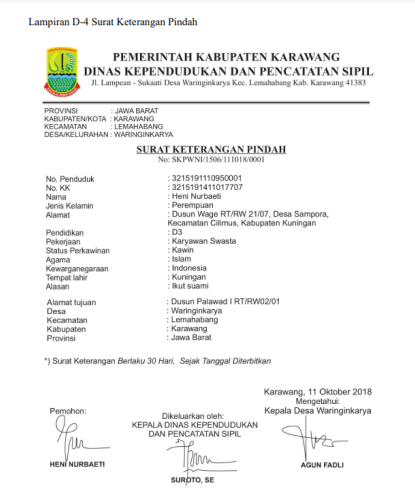 Lampiran D-4 Surat Keterangan Pindah
PEMERINTAH KABUPATEN KARAWANG
DINAS KEPENDUDUKAN DAN PENCATATAN SIPIL
Jl. Lampean - Sukaati Desa Waringinkarya Kec. Lemahabang Kab. Karawang 41383
PROVINSI : JAWA BARAT
KABUPATEN/KOTA : KARAWANG
KECAMATAN : LEMAHABANG
DESA/KELURAHAN : WARINGINKARYA
SURAT KETERANGAN PINDAH
No: SKPWNI/1506/111018/0001
No. Penduduk : 3215191110950001
No. KK : 3215191411017707
Nama : Heni Nurbaeti
Jenis Kelamin : Perempuan
Alamat : Dusun Wage RT/RW 21/07, Desa Sampora,
Kecamatan Cilimus, Kabupaten Kuningan
Pendidikan : D3
Pekerjaan : Karyawan Swasta
Status Perkawinan : Kawin
Agama : Islam
Kewarganegaraan : Indonesia
Tempat lahir : Kuningan
Alasan : Ikut suami
Alamat tujuan : Dusun Palawad I RT/RW02/01
Desa : Waringinkarya
Kecamatan : Lemahabang
Kabupaten : Karawang
Provinsi : Jawa Barat
*) Surat Keterangan Berlaku 30 Hari, Sejak Tanggal Diterbitkan
Karawang, 11 Oktober 2018
Mengetahui:
Kepala Desa Waringinkarya
Pemohon:
Dikeluarkan oleh:
KEPALA DINAS KEPENDUDUKAN
DAN PENCATATAN SIPIL
HENI NURBAETI
AGUN FADLI
SUROTO, SE